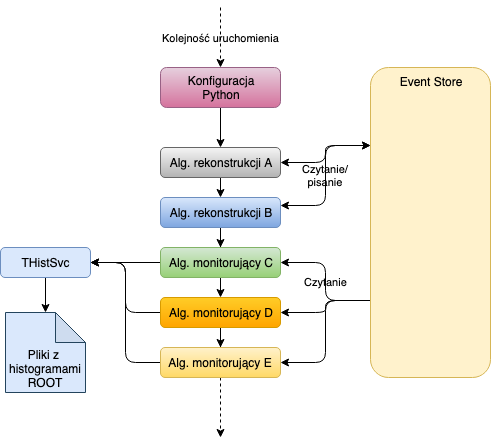 Kolejność uruchomienia
Konfiguracja
Python
Event Store
Alg. rekonstrukcji A
Czytanie/
pisanie
Alg. rekonstrukcji B
THistSvc
Alg. monitorujący C
Czytanie
Alg. monitorujący D
Pliki z
histogramami
ROOT
Alg. monitorujący E